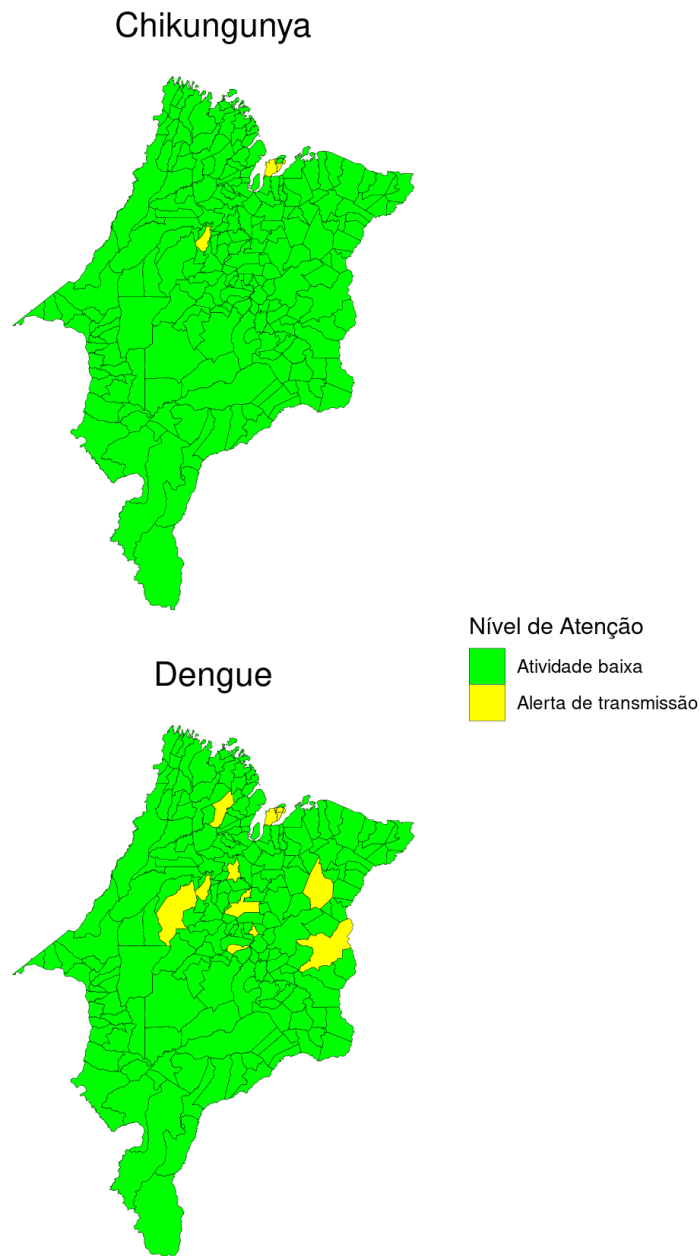 Chikungunya
Nível de Atenção
Atividade baixa
Alerta de transmissão
Dengue